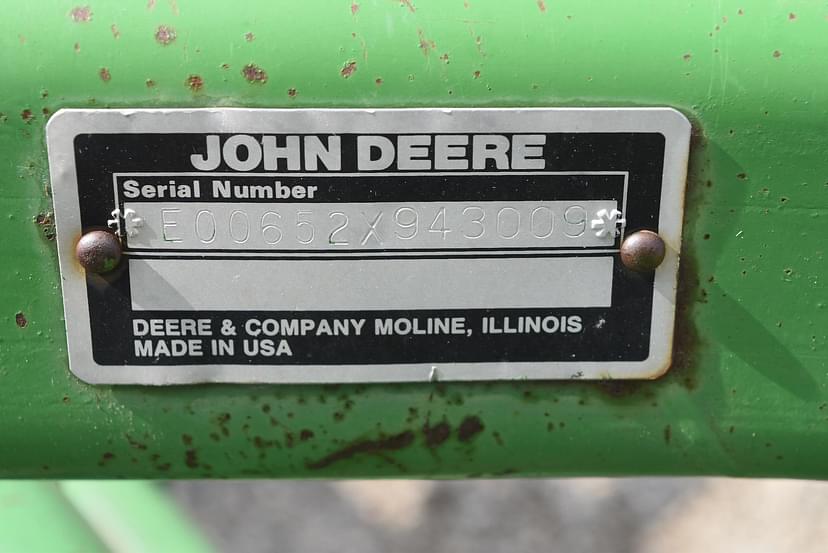 JOHN DEERE
Serial Number
E00652X943009
DEERE & COMPANY MOLINE, ILLINOIS
MADE IN USA